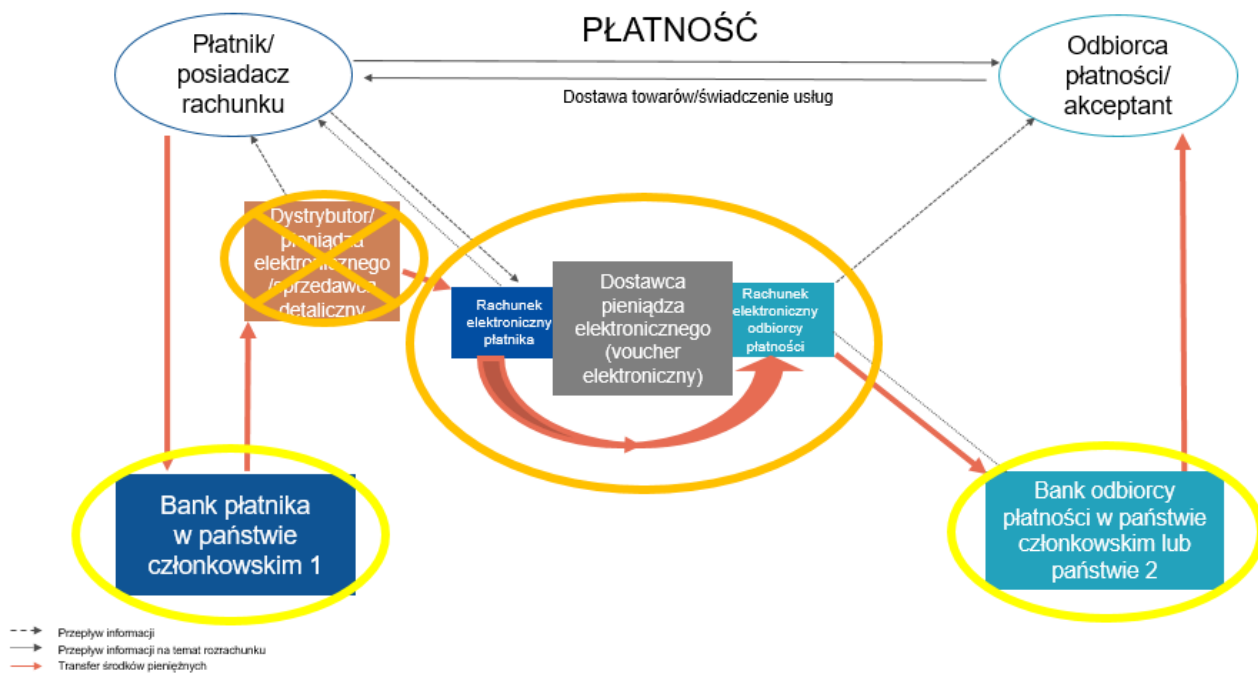 PŁATNOŚĆ
Płatnik/
posiadacz
rachunku
Odbiorca
płatności/
akceptant
Dostawa towarów/świadczenie usług
Dystrybutor/
pieniądza
elektronicznego
/sprzedawca
detaliczny
Rachunek
elektroniczny
płatnika
Dostawca
pieniądza
elektronicznego
(voucher
elektroniczny)
Rachunek
elektroniczny
odbiorcy
płatności
Bank płatnika
w państwie
członkowskim 1
Bank odbiorcy
płatności w państwie
członkowskim lub
państwie 2
Przepływ informacji
Przepływ informacji na temat rozrachunku
Transfer środków pieniężnych